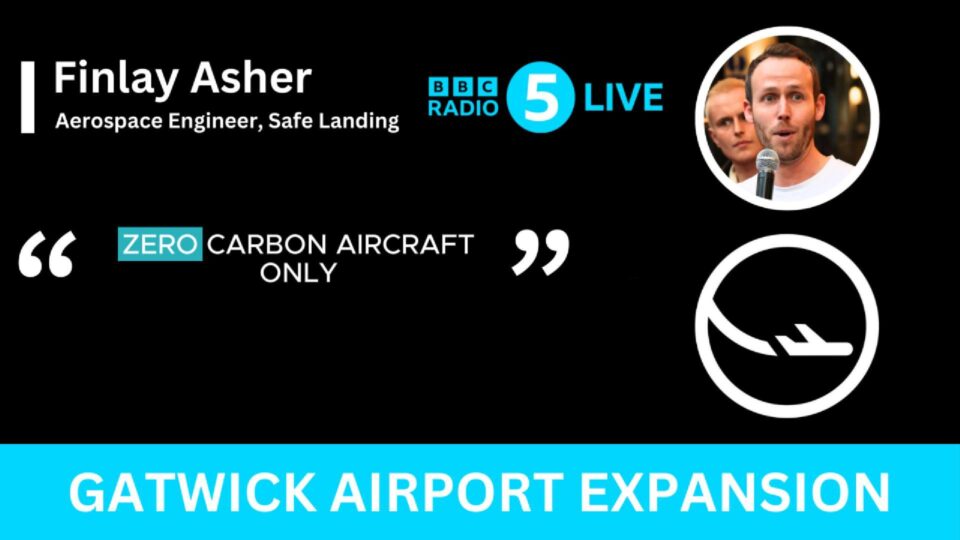 Finlay Asher
Aerospace Engineer, Safe Landing
BBC
RADIO 5 LIVE
“ ZERO CARBON AIRCRAFT ”
ONLY
GATWICK AIRPORT EXPANSION